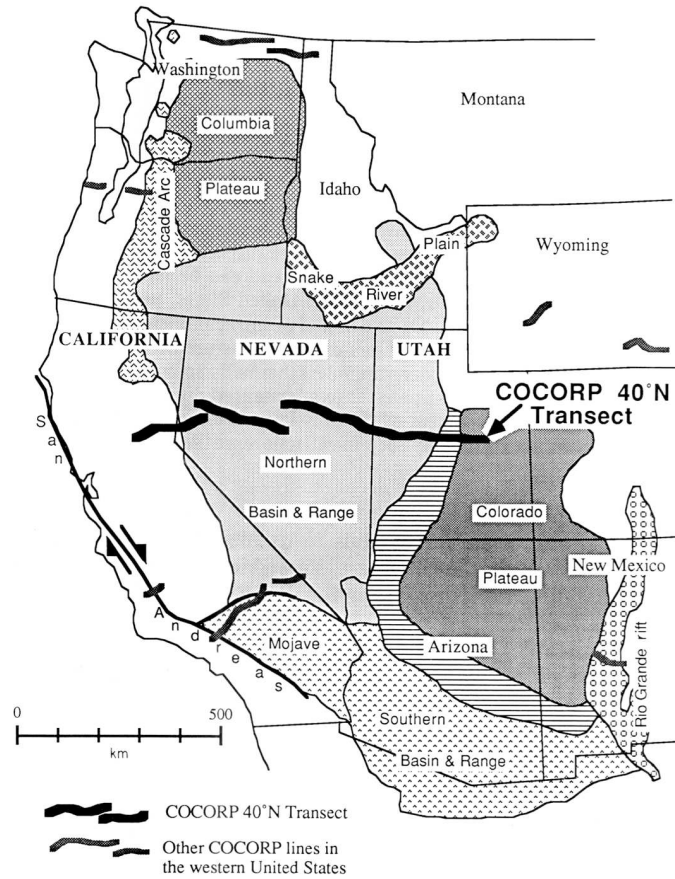 Washington
Montana
Columbia
Plateau
Idaho
Cascade Arc
Plain
Wyoming
Snake
River
CALIFORNIA
NEVADA
UTAH
COCORP 40°N
Transect
San
Northern
Basin & Range
Colorado
Plateau
New Mexico
Andreas
Mojave
Arizona
Rio Grande rift
Southern
Basin & Range
0 500
km
COCORP 40°N Transect
Other COCORP lines in
the western United States